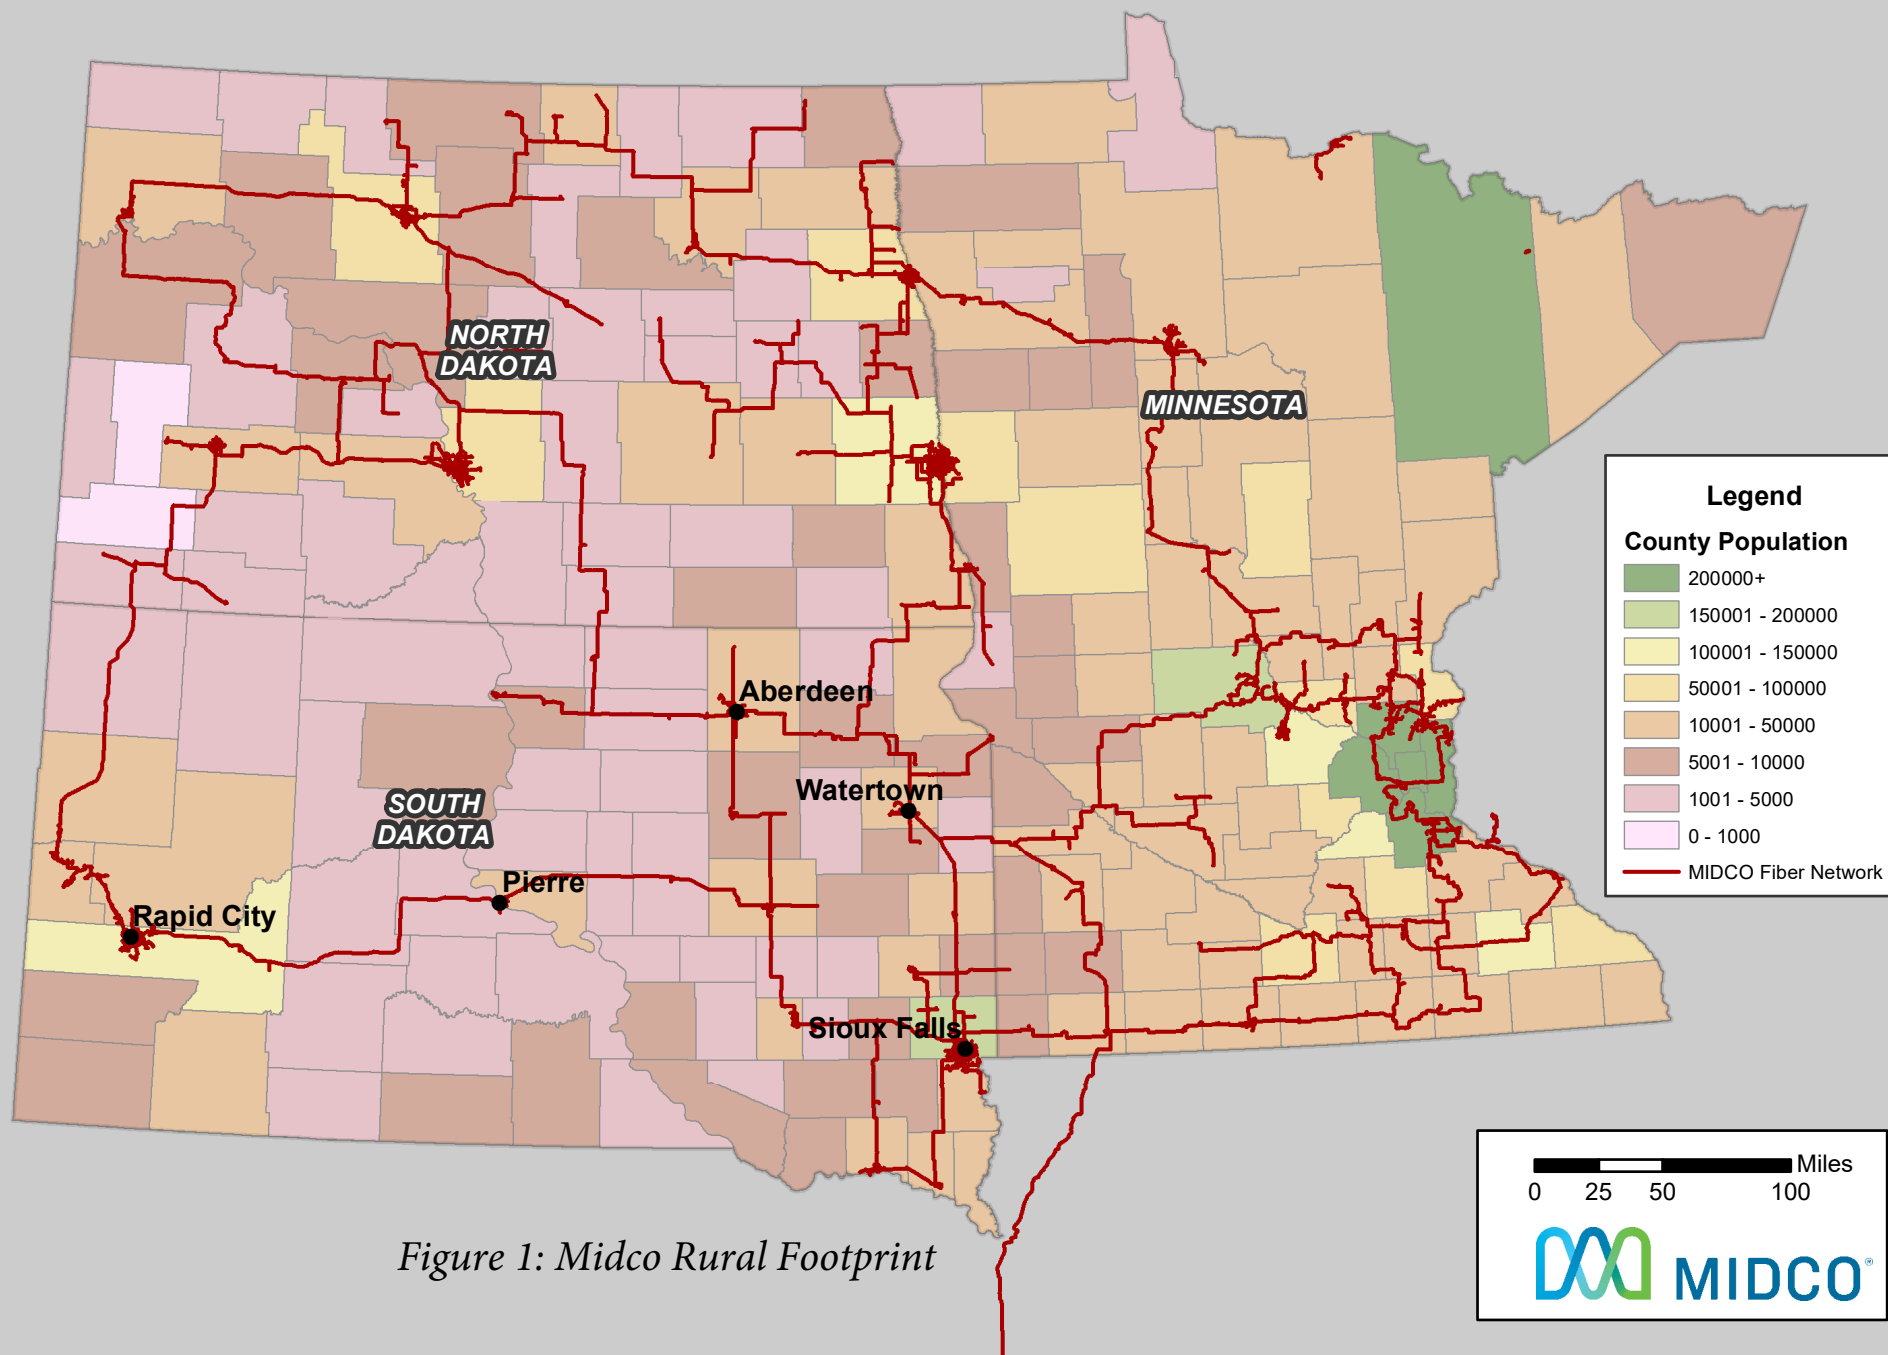 NORTH
DAKOTA
MINNESOTA
Aberdeen
Watertown
SOUTH
DAKOTA
Pierre
Rapid City
Sioux Falls
Legend
County Population
200000+
150001 - 200000
100001 - 150000
50001 - 100000
10001 - 50000
5001 - 10000
1001 - 5000
0 - 1000
MIDCO Fiber Network
Miles
0 25 50 100
MIDCO®
Figure 1: Midco Rural Footprint